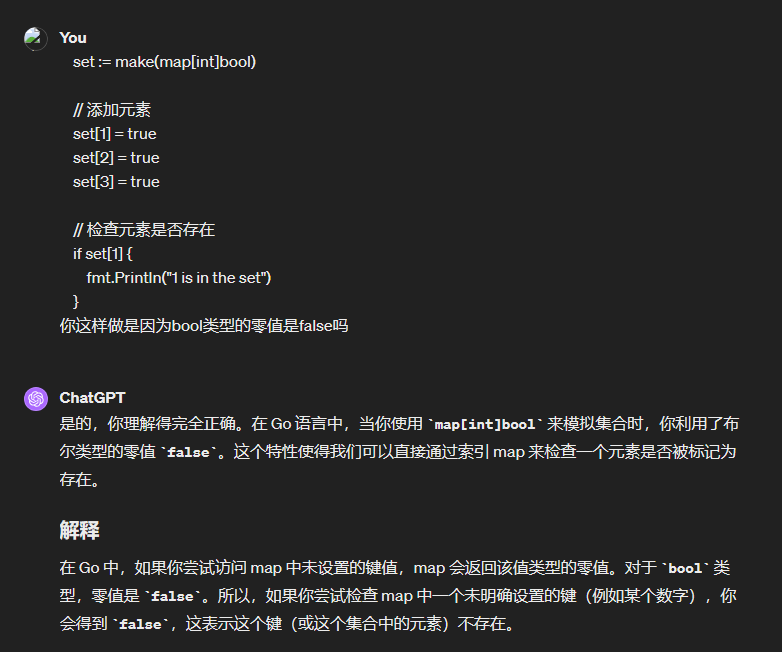 You
set := make(map[int]bool)
// 添加元素
set[1] = true
set[2] = true
set[3] = true
// 检查元素是否存在
if set[1] {
fmt.Println("1 is in the set")
}
你这样做是因为bool类型的零值是false吗
ChatGPT
是的，你理解得完全正确。在 Go 语言中，当你使用 `map[int]bool` 来模拟集合时，你利用了布
尔类型的零值 `false`。这个特性使得我们可以直接通过索引 map 来检查一个元素是否被标记为
存在。
解释
在 Go 中，如果你尝试访问 map 中未设置的键值，map 会返回该值类型的零值。对于 `bool` 类
型，零值是 `false`。所以，如果你尝试检查 map 中一个未明确设置的键（例如某个数字），你
会得到 `false`，这表示这个键（或这个集合中的元素）不存在。